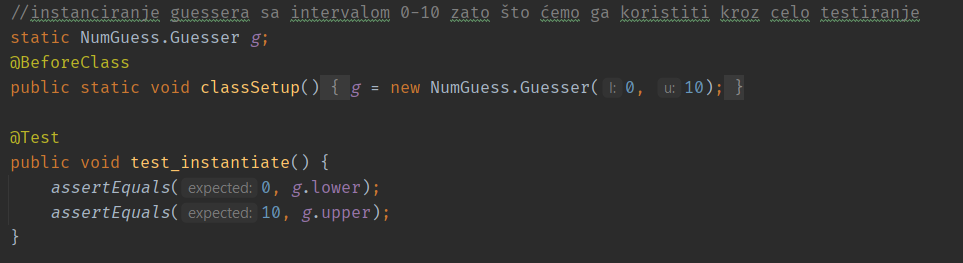 //instanciranje guessera sa intervalom 0-10 zato što ćemo ga koristiti kroz celo testiranje
static NumGuess.Guesser g;
@BeforeClass
public static void classSetup() { g = new NumGuess.Guesser( l: 0, u: 10); }
@Test
public void test_instantiate() {
assertEquals( expected: 0, g.lower);
assertEquals( expected: 10, g.upper);
}